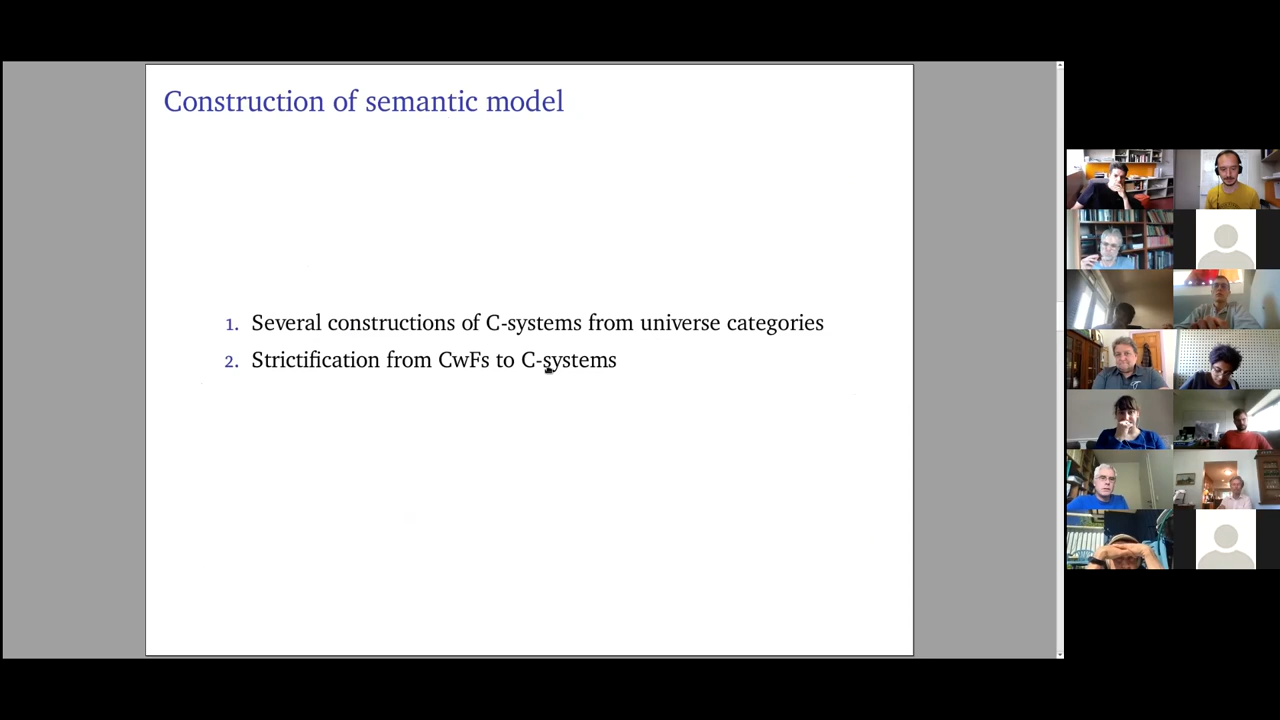 Construction of semantic model
1. Several constructions of C-systems from universe categories
2. Strictification from CwFs to C-systems